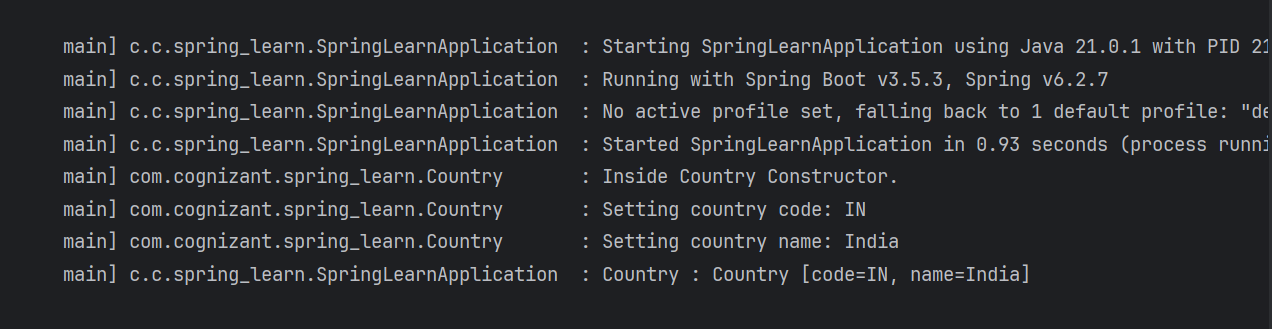 main] c.c.spring_learn.SpringLearnApplication : Starting SpringLearnApplication using Java 21.0.1 with PID
main] c.c.spring_learn.SpringLearnApplication : Running with Spring Boot v3.5.3, Spring v6.2.7
main] c.c.spring_learn.SpringLearnApplication : No active profile set, falling back to 1 default profile:
main] c.c.spring_learn.SpringLearnApplication : Started SpringLearnApplication in 0.93 seconds (process
main] com.cognizant.spring_learn.Country : Inside Country Constructor.
main] com.cognizant.spring_learn.Country : Setting country code: IN
main] com.cognizant.spring_learn.Country : Setting country name: India
main] c.c.spring_learn.SpringLearnApplication : Country : Country [code=IN, name=India]